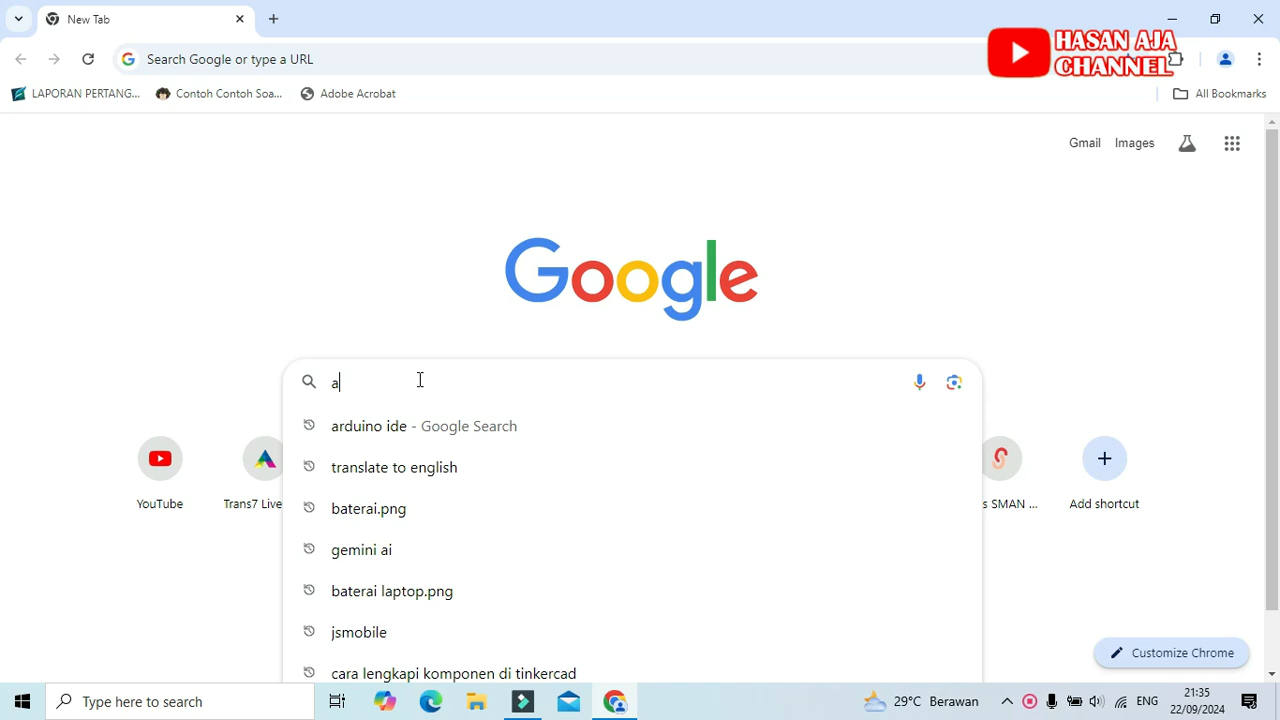 New Tab
Search Google or type a URL
HASAN AJA
CHANNEL
LAPORAN PERTANG...
Contoh Contoh Soa...
Adobe Acrobat
All Bookmarks
Gmail
Images
Google
a
arduino ide - Google Search
translate to english
baterai.png
gemini ai
baterai laptop.png
jsmobile
cara lengkapi komponen di tinkercad
YouTube
Trans7 Live
s SMAN ...
Add shortcut
Customize Chrome
Type here to search
29°C Berawan
ENG
21:35
22/09/2024